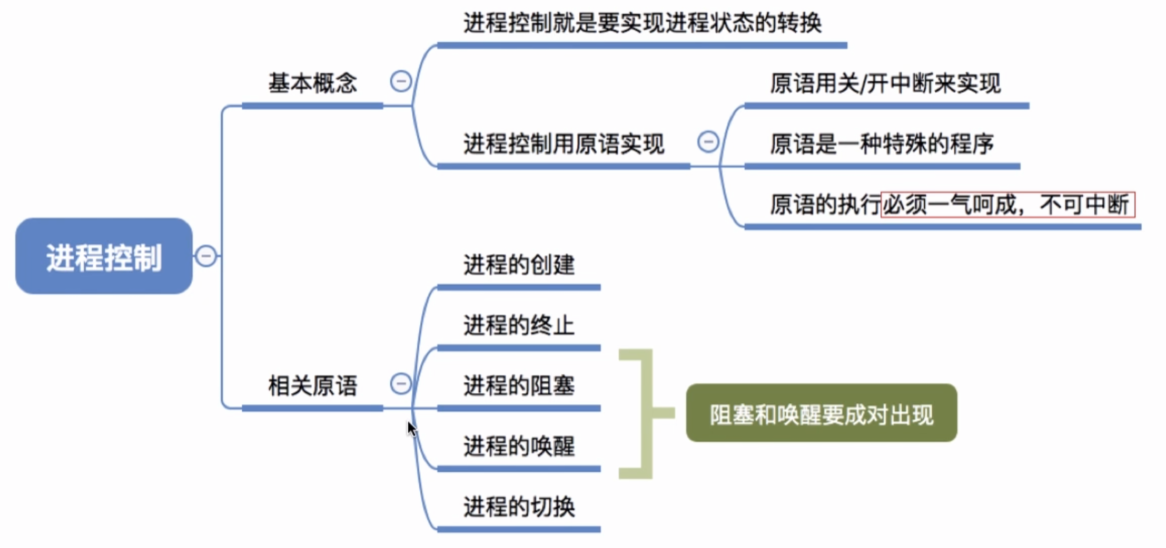 进程控制就是要实现进程状态的转换
基本概念
原语用关/开中断来实现
进程控制用原语实现
原语是一种特殊的程序
原语的执行必须一气呵成，不可中断
进程控制
进程的创建
进程的终止
相关原语
进程的阻塞
阻塞和唤醒要成对出现
进程的唤醒
进程的切换